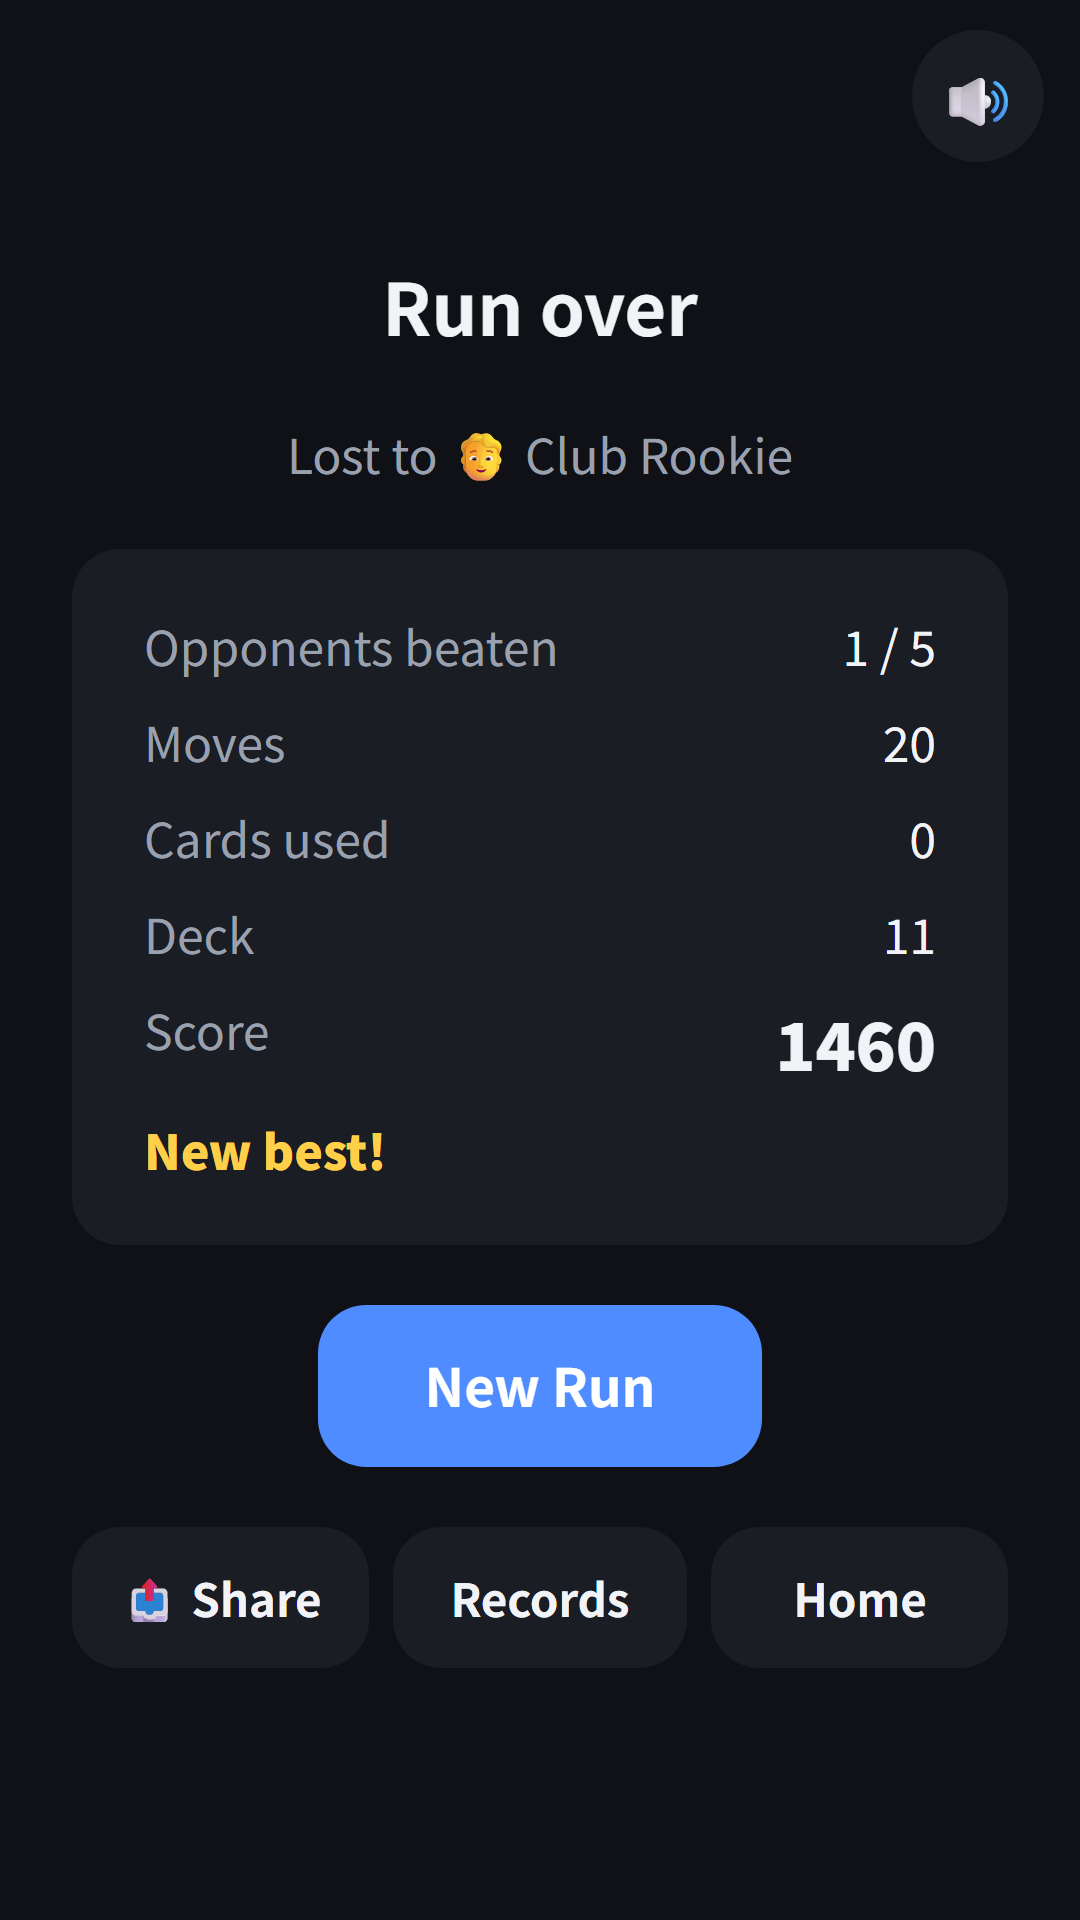 Run over
Lost to 👱 Club Rookie
Opponents beaten 1 / 5
Moves 20
Cards used 0
Deck 11
Score 1460
New best!
New Run
📤 Share Records Home